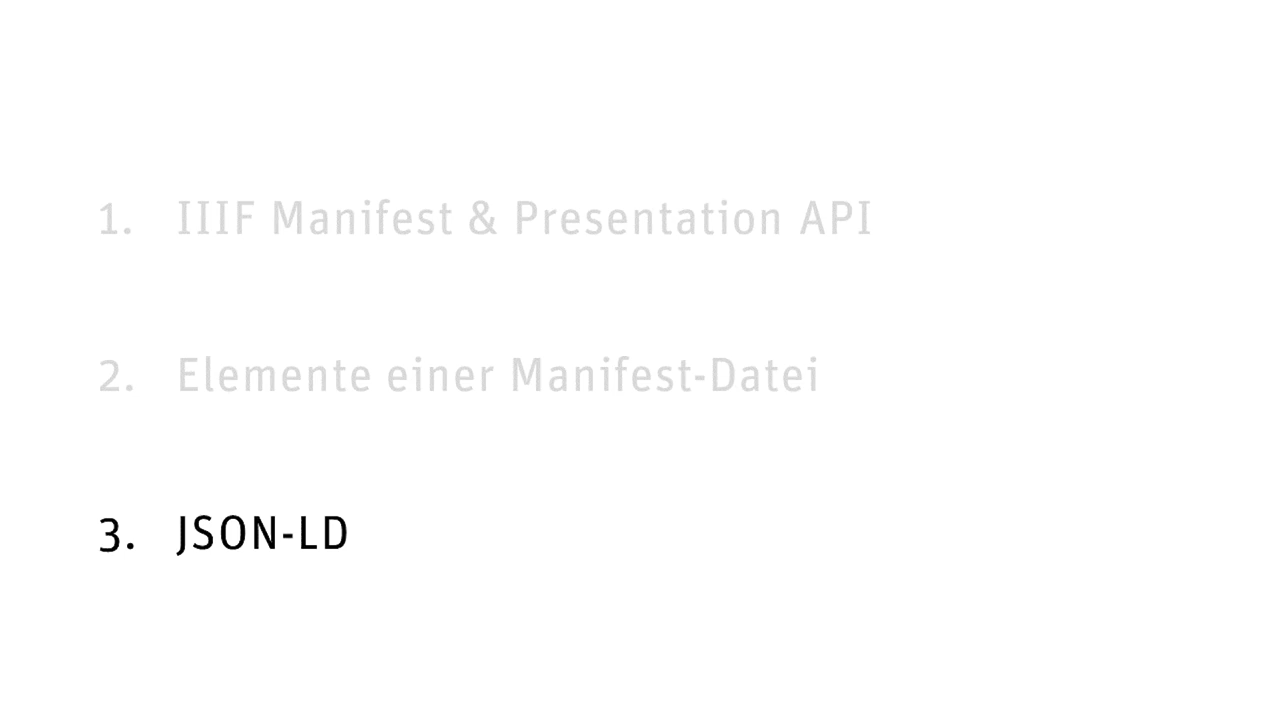 1. IIIF Manifest & Presentation API
2. Elemente einer Manifest-Datei
3. JSON-LD